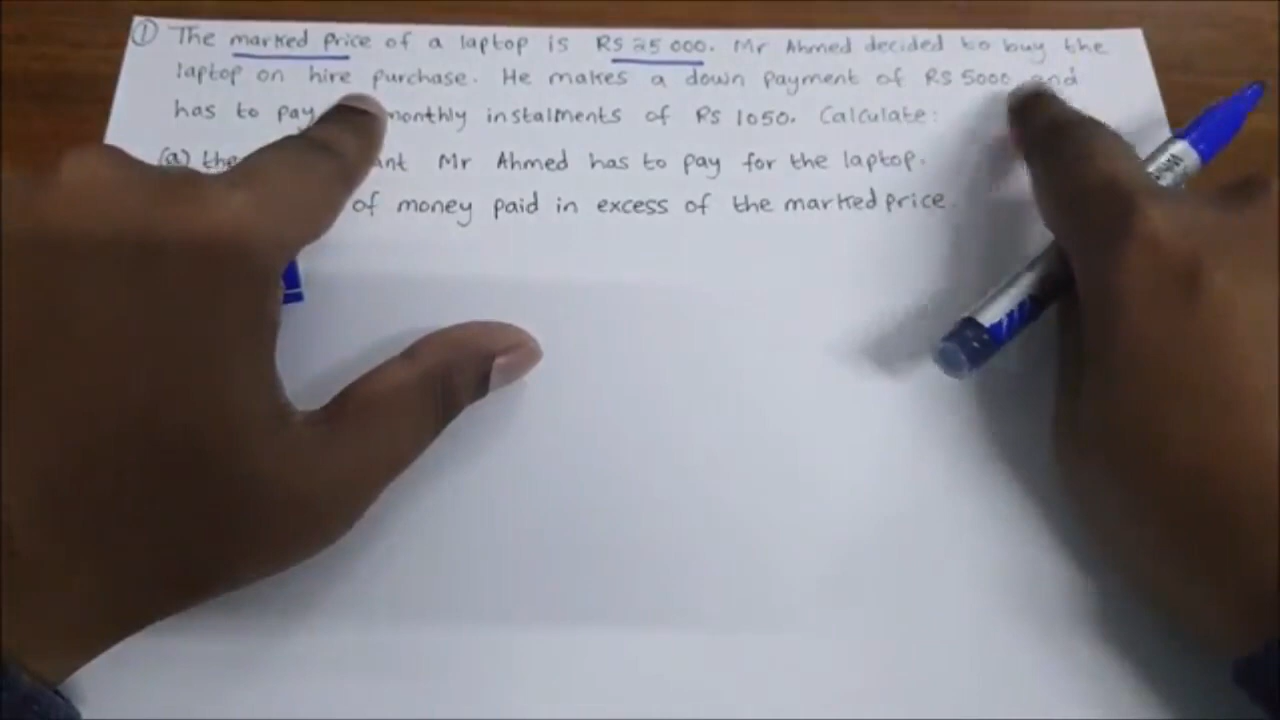 ① The marked price of a laptop is Rs 25 000. Mr Ahmed decided to buy the
laptop on hire purchase. He makes a down payment of Rs 5000 and
has to pay monthly instalments of Rs 1050. Calculate:
(a) the Mr Ahmed has to pay for the laptop.
of money paid in excess of the marked price.